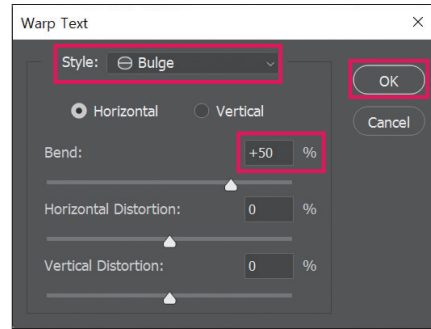 Warp Text
Style: Bulge
OK
Horizontal Vertical
Cancel
Bend: +50 %
Horizontal Distortion: 0 %
Vertical Distortion: 0 %